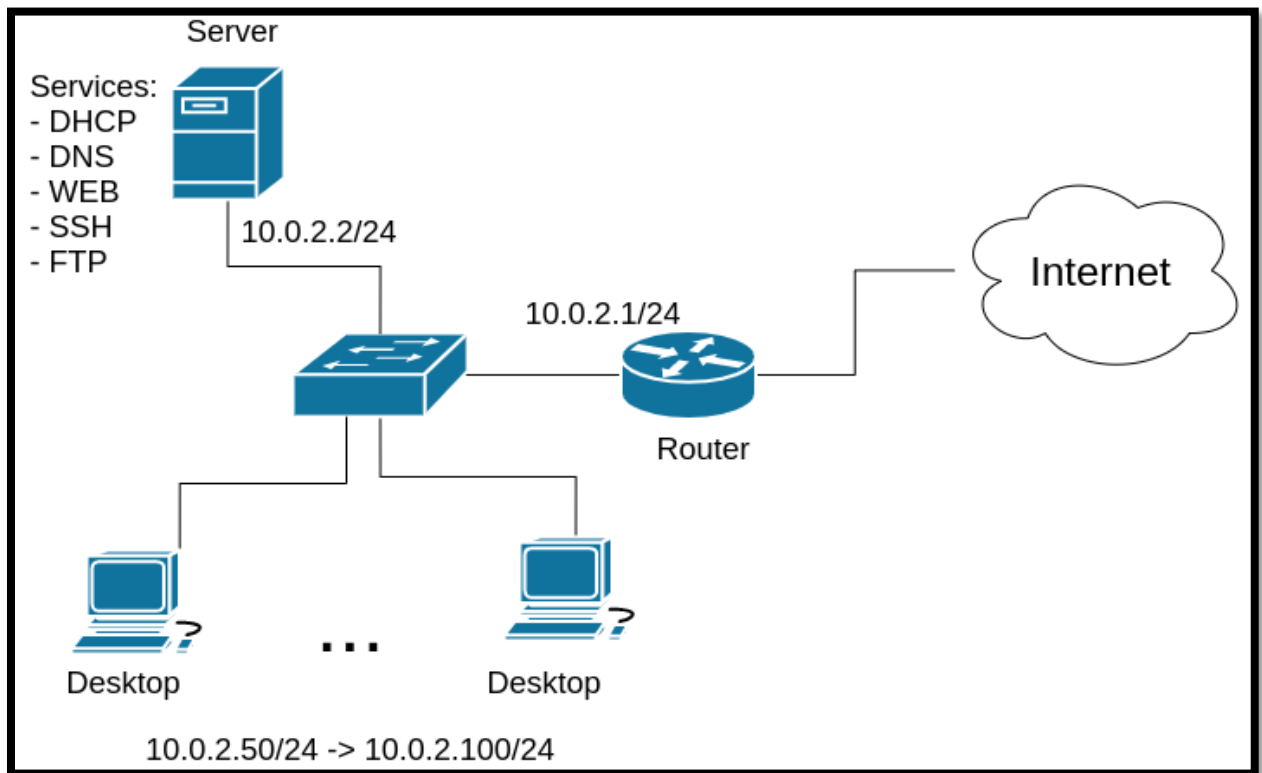 Server
Services:
- DHCP
- DNS
- WEB
- SSH
- FTP
10.0.2.2/24
10.0.2.1/24
Internet
Router
...
Desktop
Desktop
10.0.2.50/24 -> 10.0.2.100/24